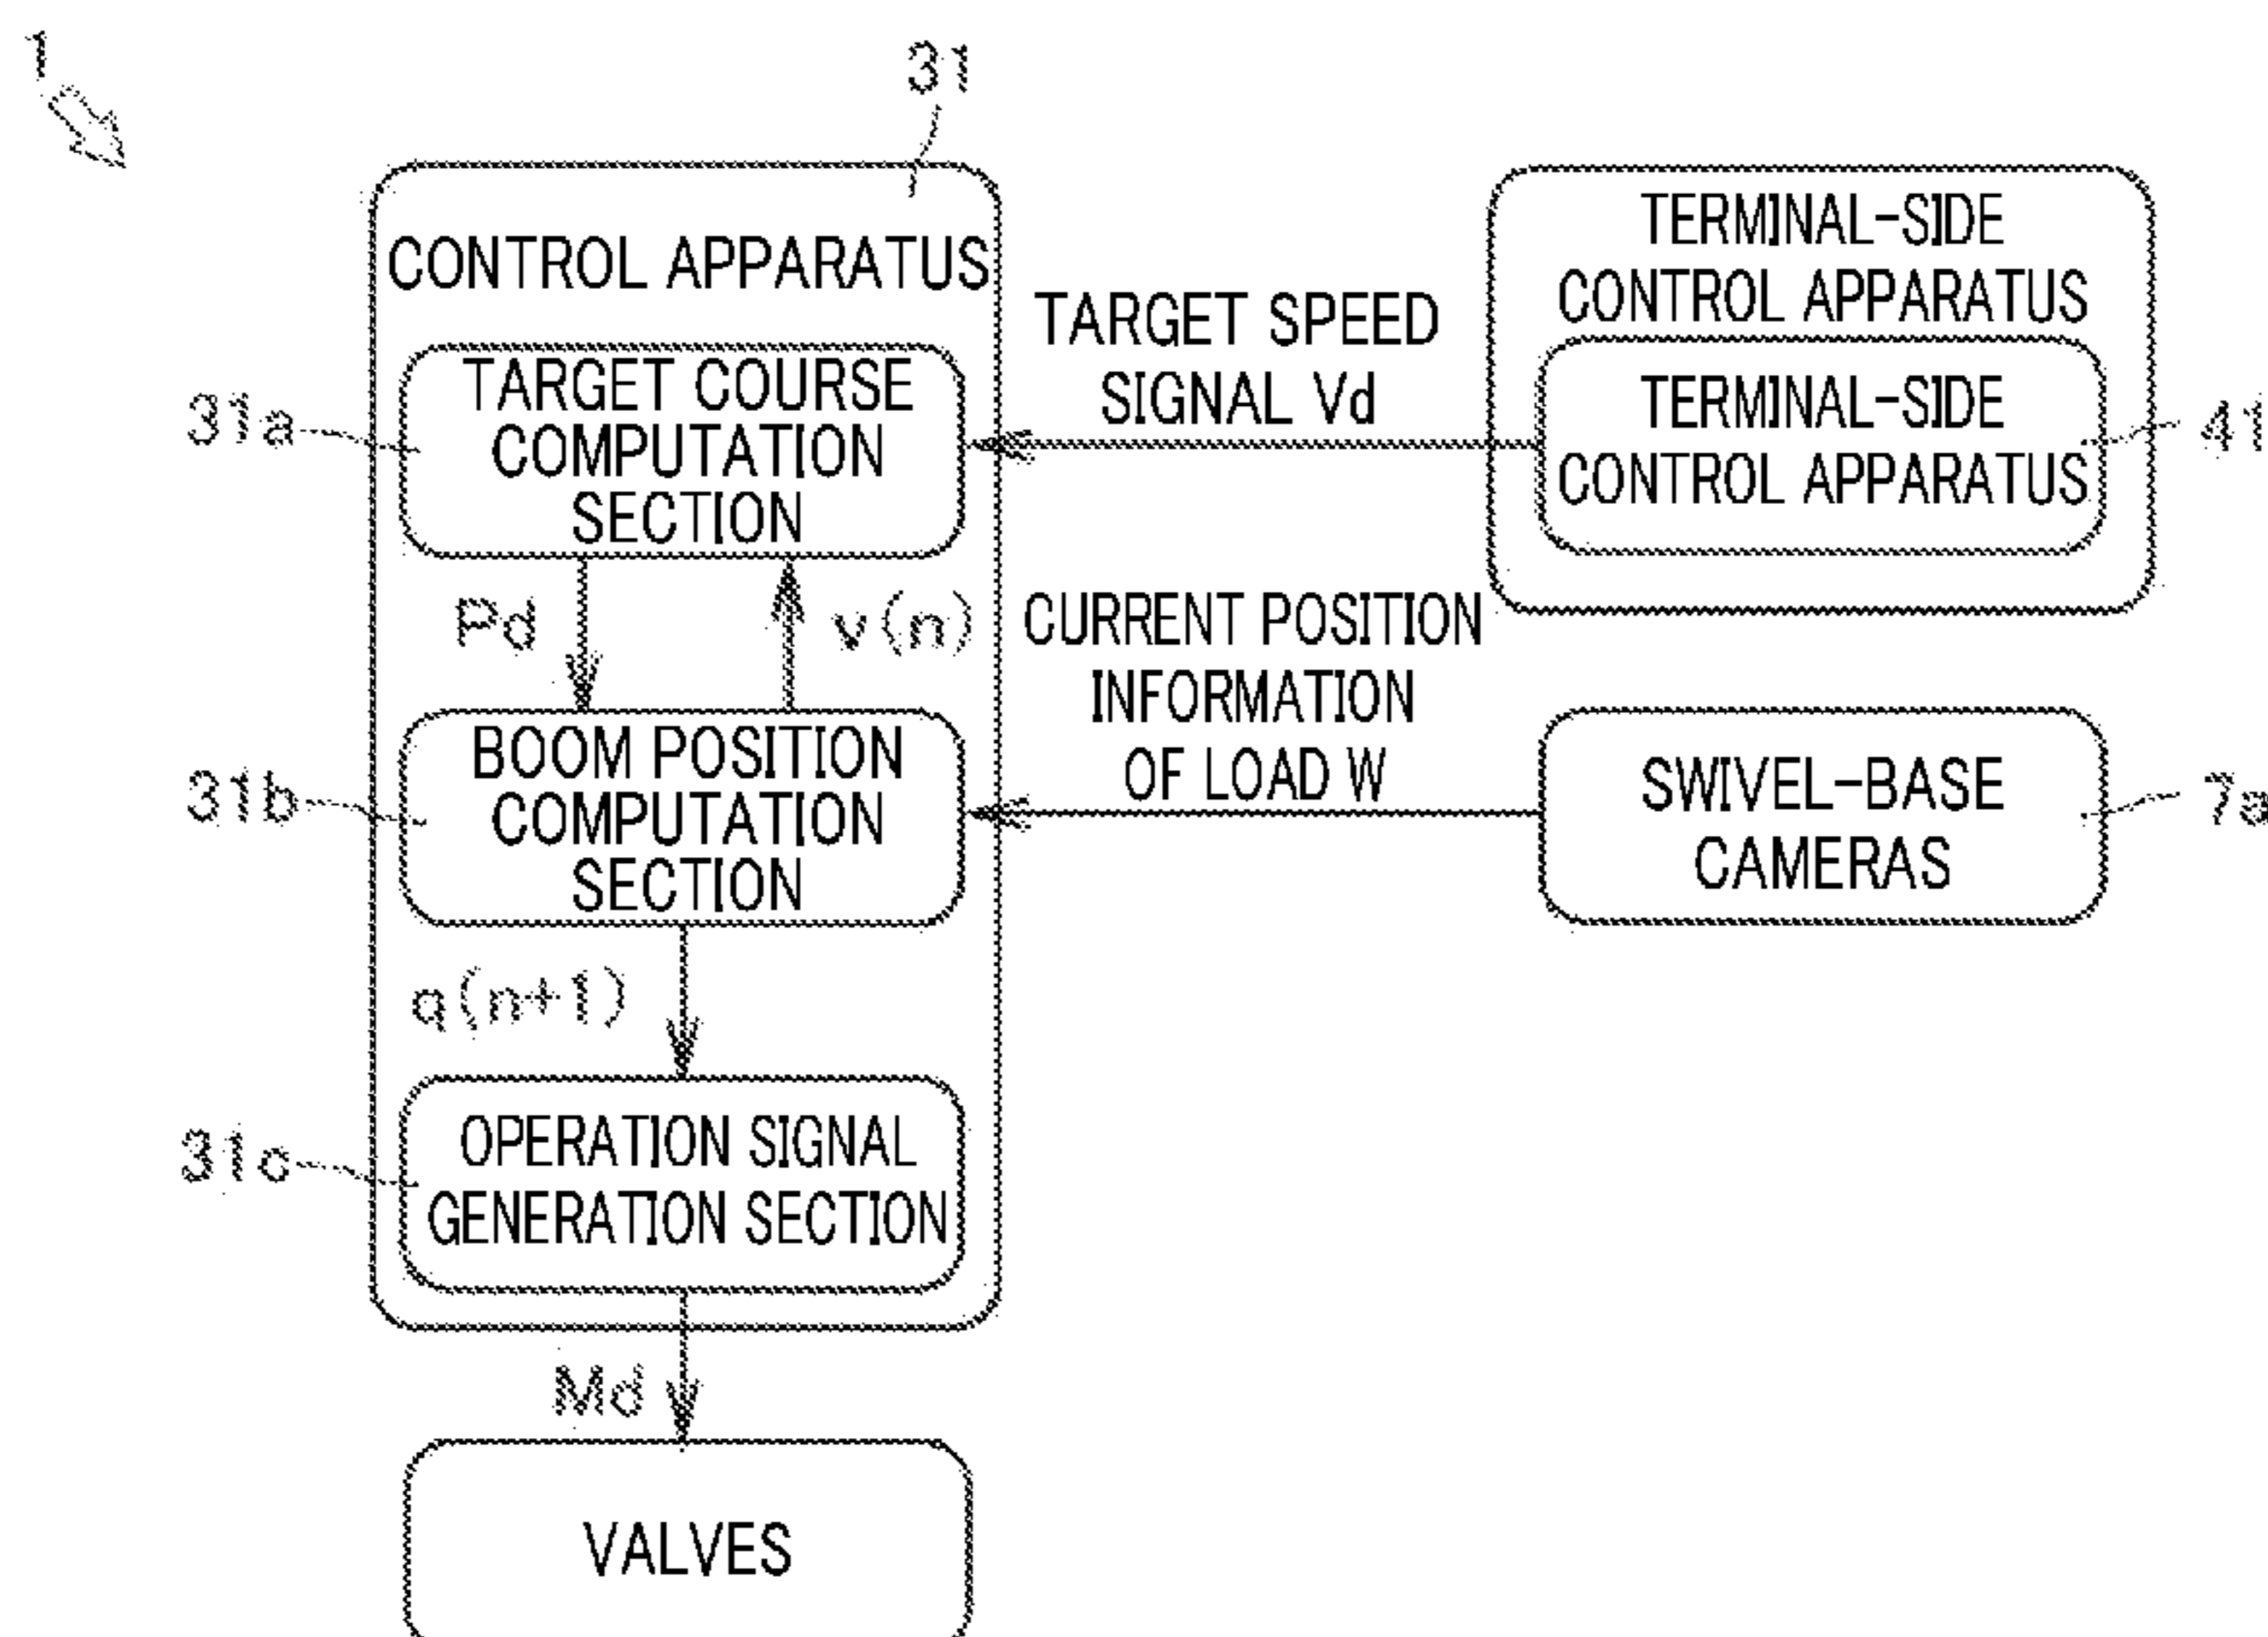 1
31
CONTROL APPARATUS
31a
TARGET COURSE
COMPUTATION
SECTION
TARGET SPEED
SIGNAL Vd
TERMINAL-SIDE
CONTROL APPARATUS
TERMINAL-SIDE
CONTROL APPARATUS
41
Pd
v(n)
CURRENT POSITION
INFORMATION
OF LOAD W
31b
BOOM POSITION
COMPUTATION
SECTION
SWIVEL-BASE
CAMERAS
7a
q(n+1)
31c
OPERATION SIGNAL
GENERATION SECTION
Md
VALVES